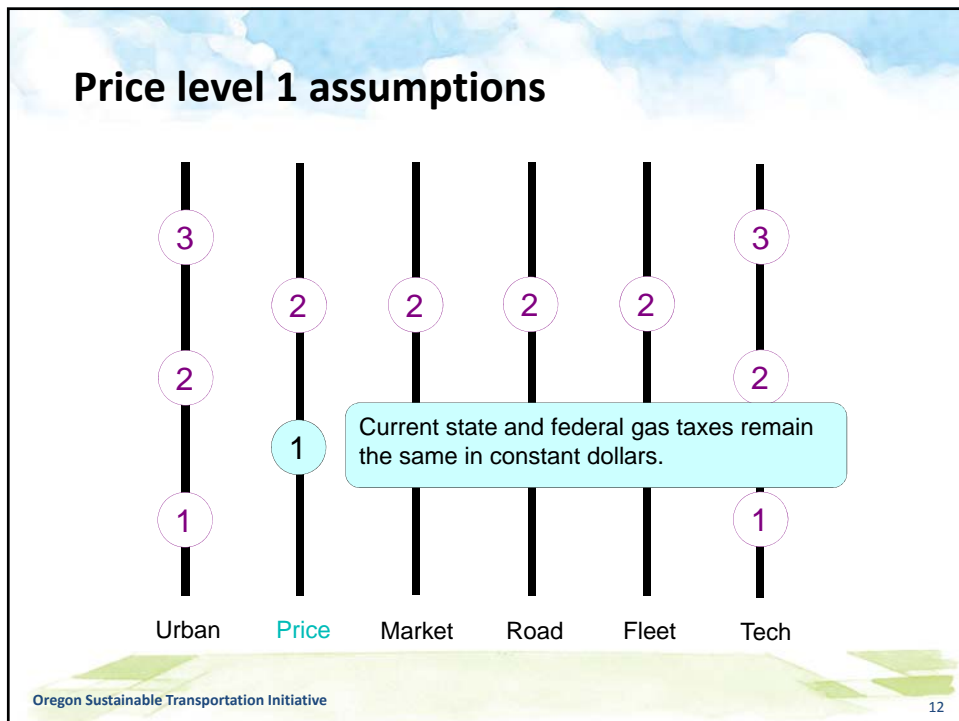 Price level 1 assumptions
3 3
2 2 2 2
2 2
1 Current state and federal gas taxes remain
the same in constant dollars.
1 1
Urban Price Market Road Fleet Tech
Oregon Sustainable Transportation Initiative 12